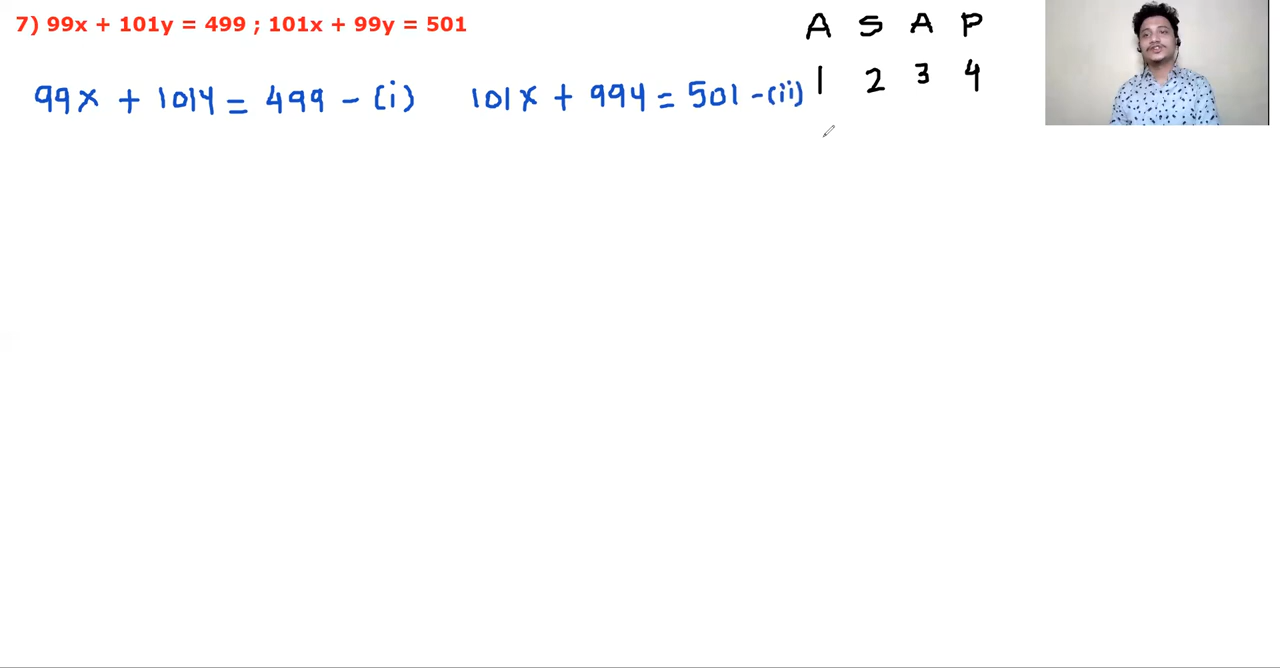 7) 99x + 101y = 499 ; 101x + 99y = 501
A S A P
1 2 3 4
99x + 101y = 499 - (i) 101x + 99y = 501 - (ii)